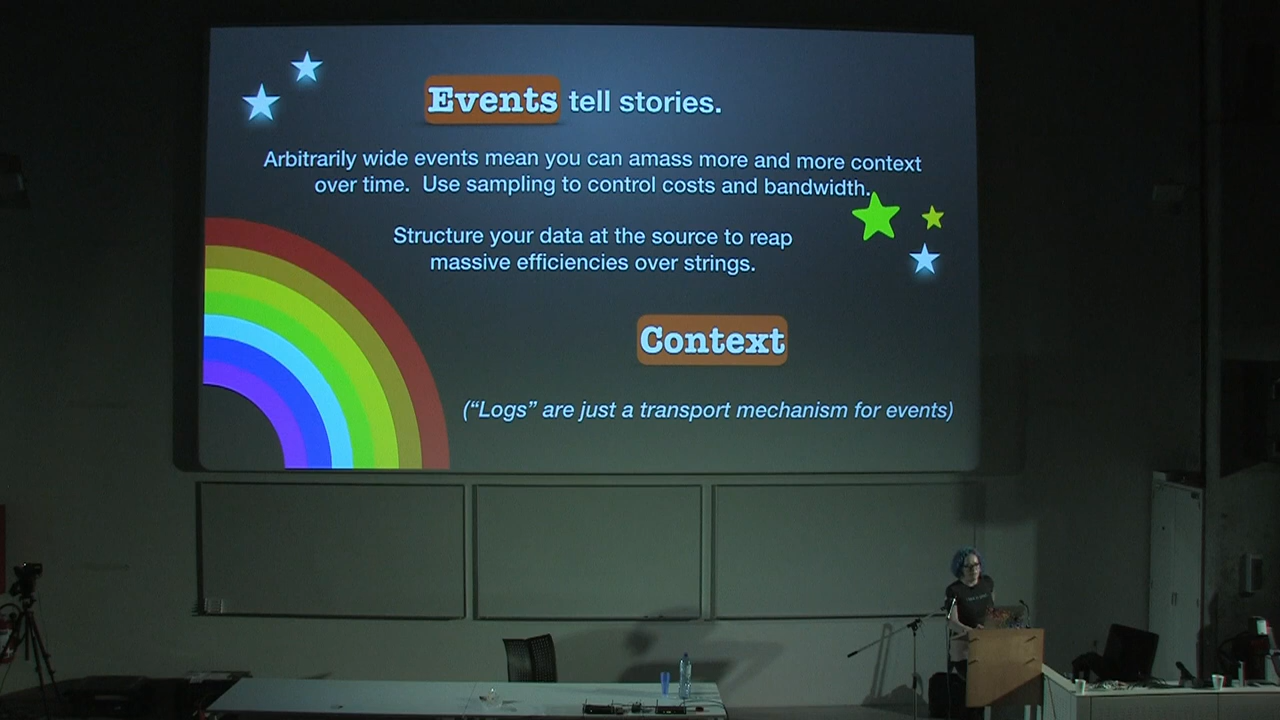 Events tell stories.
Arbitrarily wide events mean you can amass more and more context
over time.  Use sampling to control costs and bandwidth.
Structure your data at the source to reap
massive efficiencies over strings.
Context
(“Logs” are just a transport mechanism for events)